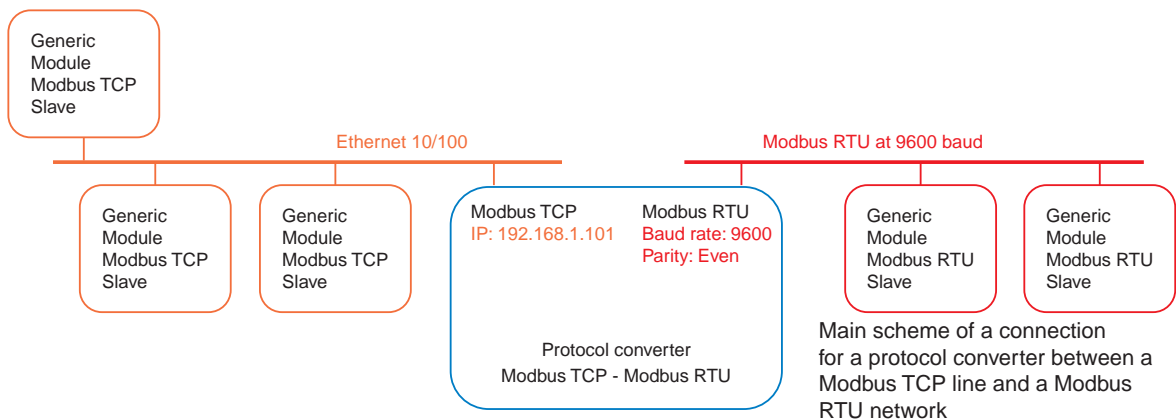 Generic
Module
Modbus TCP
Slave
Ethernet 10/100
Modbus RTU at 9600 baud
Generic
Module
Modbus TCP
Slave
Generic
Module
Modbus TCP
Slave
Modbus TCP
IP: 192.168.1.101
Modbus RTU
Baud rate: 9600
Parity: Even
Protocol converter
Modbus TCP - Modbus RTU
Generic
Module
Modbus RTU
Slave
Generic
Module
Modbus RTU
Slave
Main scheme of a connection
for a protocol converter between a
Modbus TCP line and a Modbus
RTU network